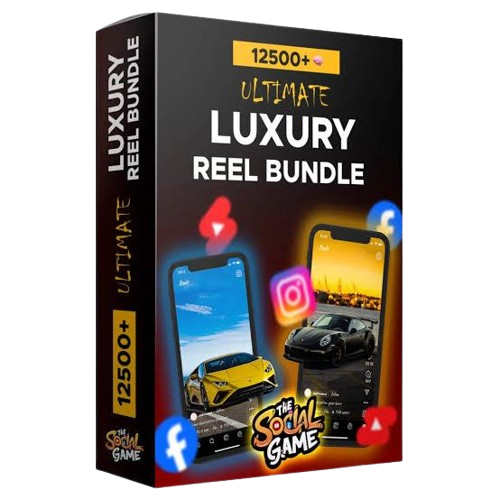 12500+
ULTIMATE
LUXURY
REEL BUNDLE
THE
SOCIAL
GAME
12500+
ULTIMATE
LUXURY
REEL BUNDLE
THE
SOCIAL
GAME